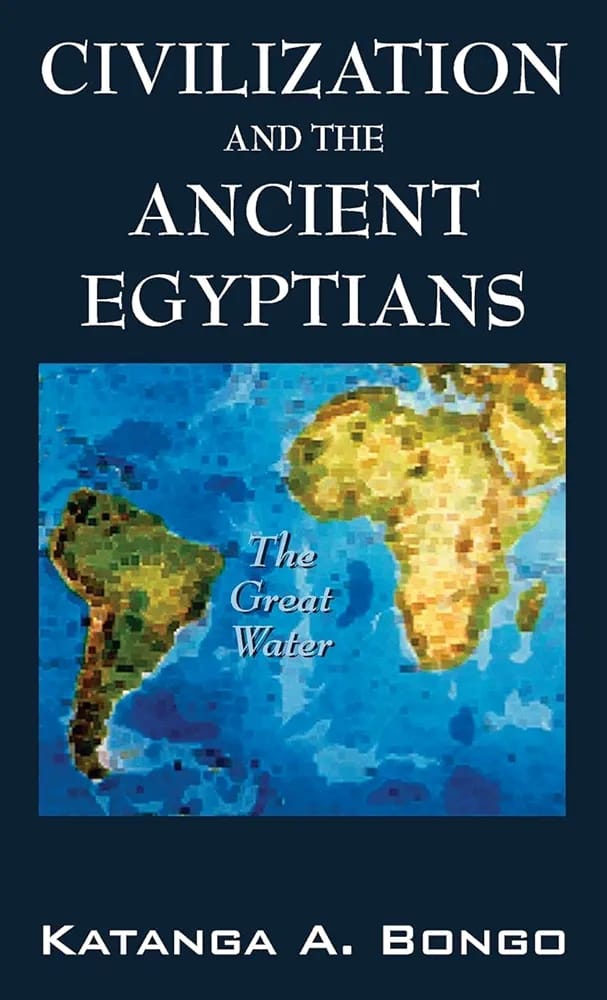 CIVILIZATION
AND THE
ANCIENT
EGYPTIANS
The
Great
Water
KATANGA A. BONGO